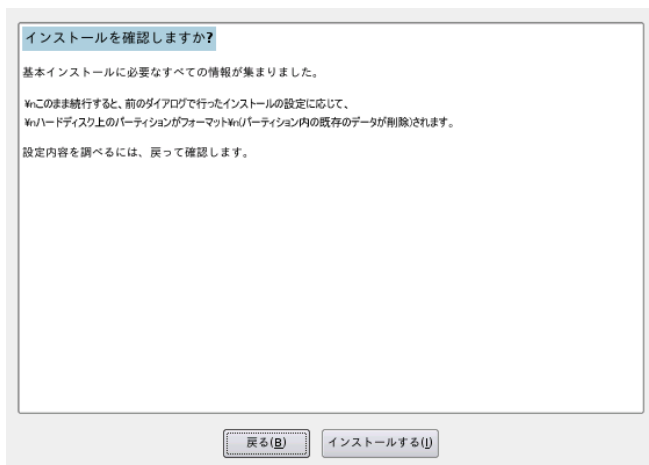 インストールを確認しますか?
基本インストールに必要なすべての情報が集まりました。
¥nこのまま続行すると、前のダイアログで行ったインストールの設定に応じて、
¥nハードディスク上のパーティションがフォーマット¥n(パーティション内の既存のデータが削除)されます。
設定内容を調べるには、戻って確認します。
戻る(B)
インストールする(I)